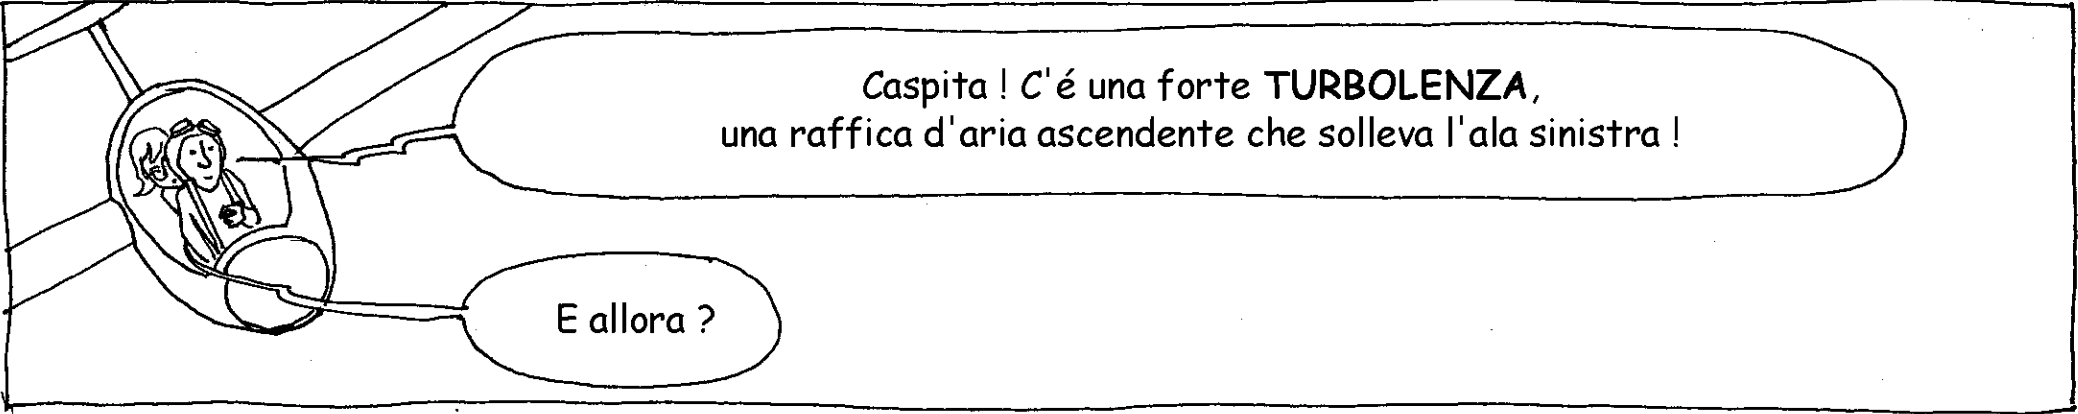 Caspita ! C'é una forte TURBOLENZA,
una raffica d'aria ascendente che solleva l'ala sinistra !
E allora ?